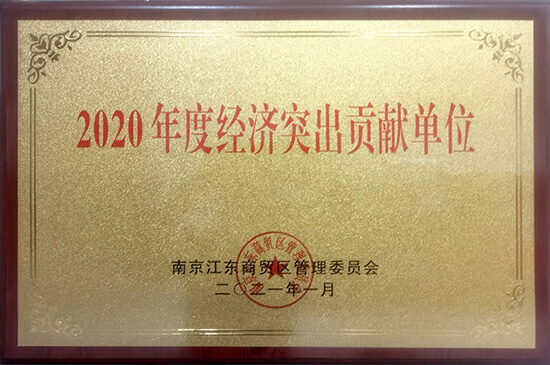 2020年度经济突出贡献单位
南京江东商贸区管理委员会
二〇二一年一月